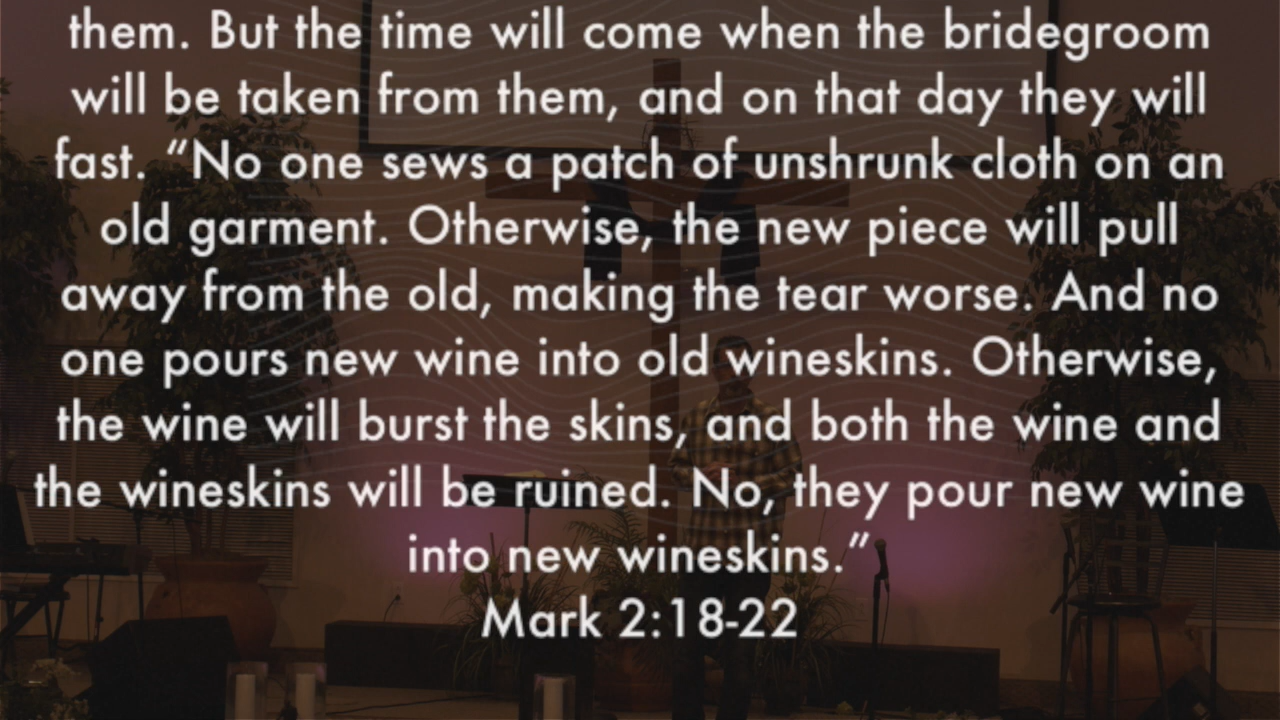 them. But the time will come when the bridegroom
will be taken from them, and on that day they will
fast. “No one sews a patch of unshrunk cloth on an
old garment. Otherwise, the new piece will pull
away from the old, making the tear worse. And no
one pours new wine into old wineskins. Otherwise,
the wine will burst the skins, and both the wine and
the wineskins will be ruined. No, they pour new wine
into new wineskins.”
Mark 2:18-22